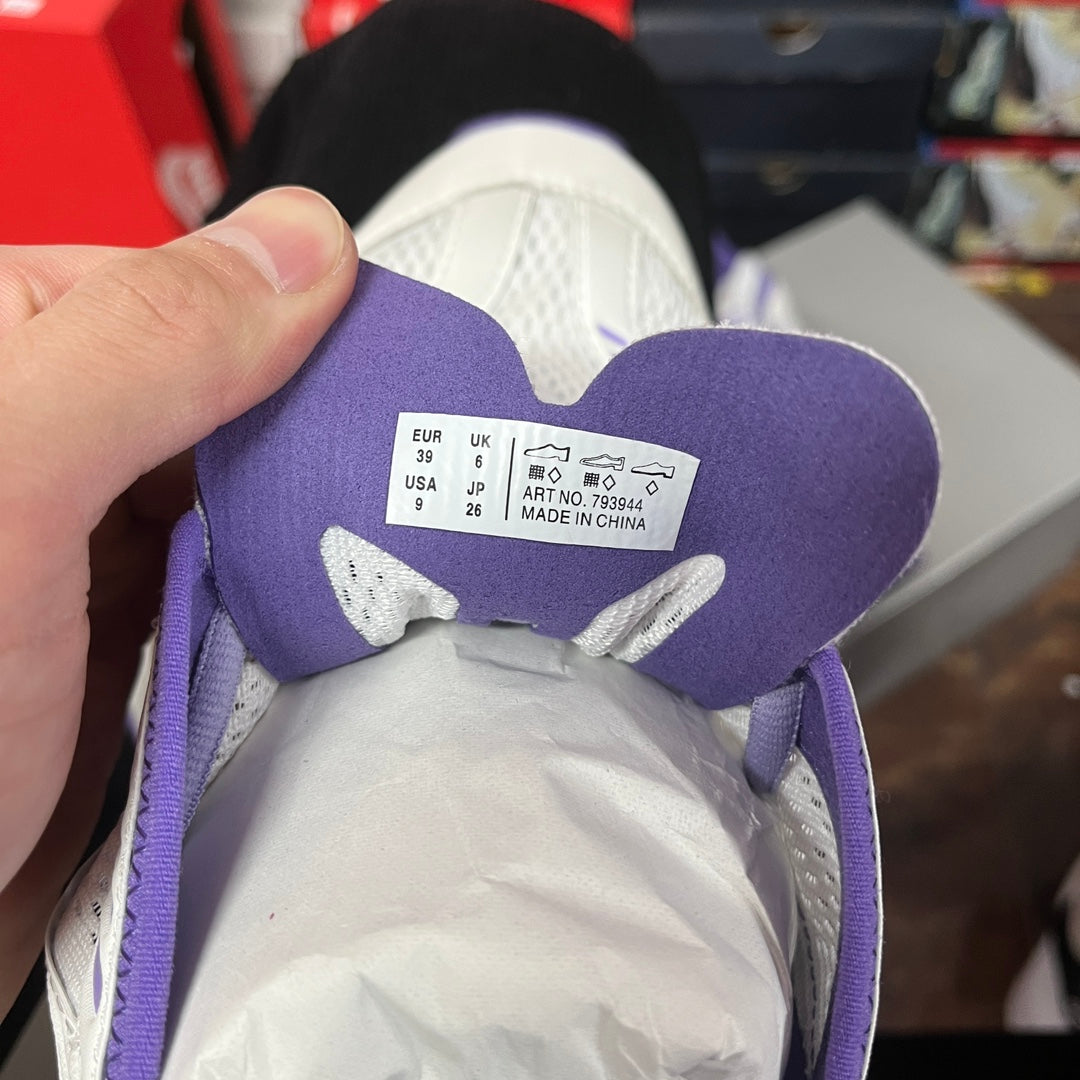 EUR UK
39 6
USA JP
9 26
ART NO. 793944
MADE IN CHINA